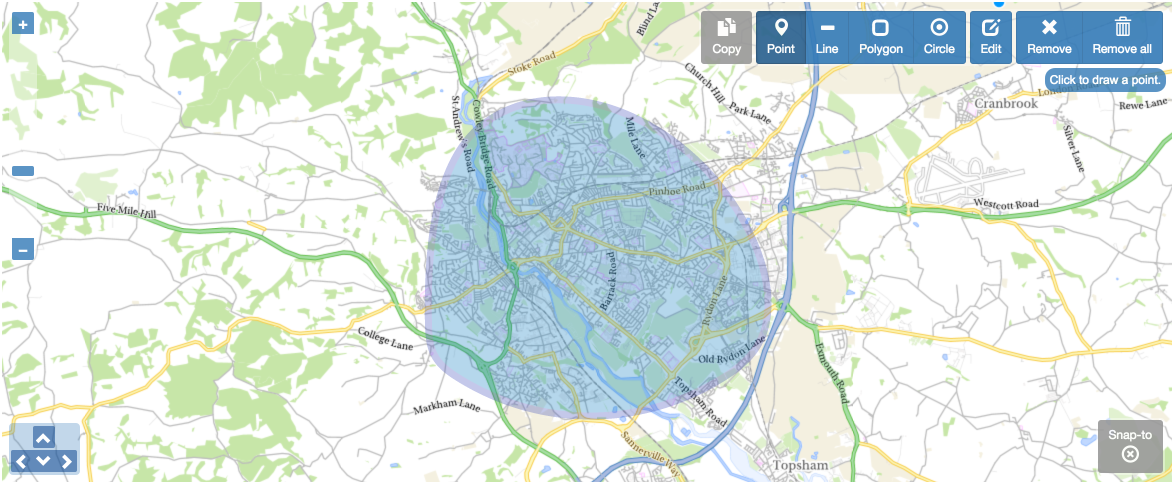 +
Copy
Point
Line
Polygon
Circle
Edit
Remove
Remove all
Click to draw a point.
Stoke Road
Church Hill
Park Lane
Cranbrook
Rewe Lane
St Andrew's Road
Cowley Bridge Road
Mile Lane
Silver Lane
Pinhoe Road
Five Mile Hill
Westcott Road
−
Barrack Road
Rydon Lane
College Lane
Old Rydon Lane
Exmouth Road
Markham Lane
Topsham Road
Sannerville Way
Topsham
Snap-to